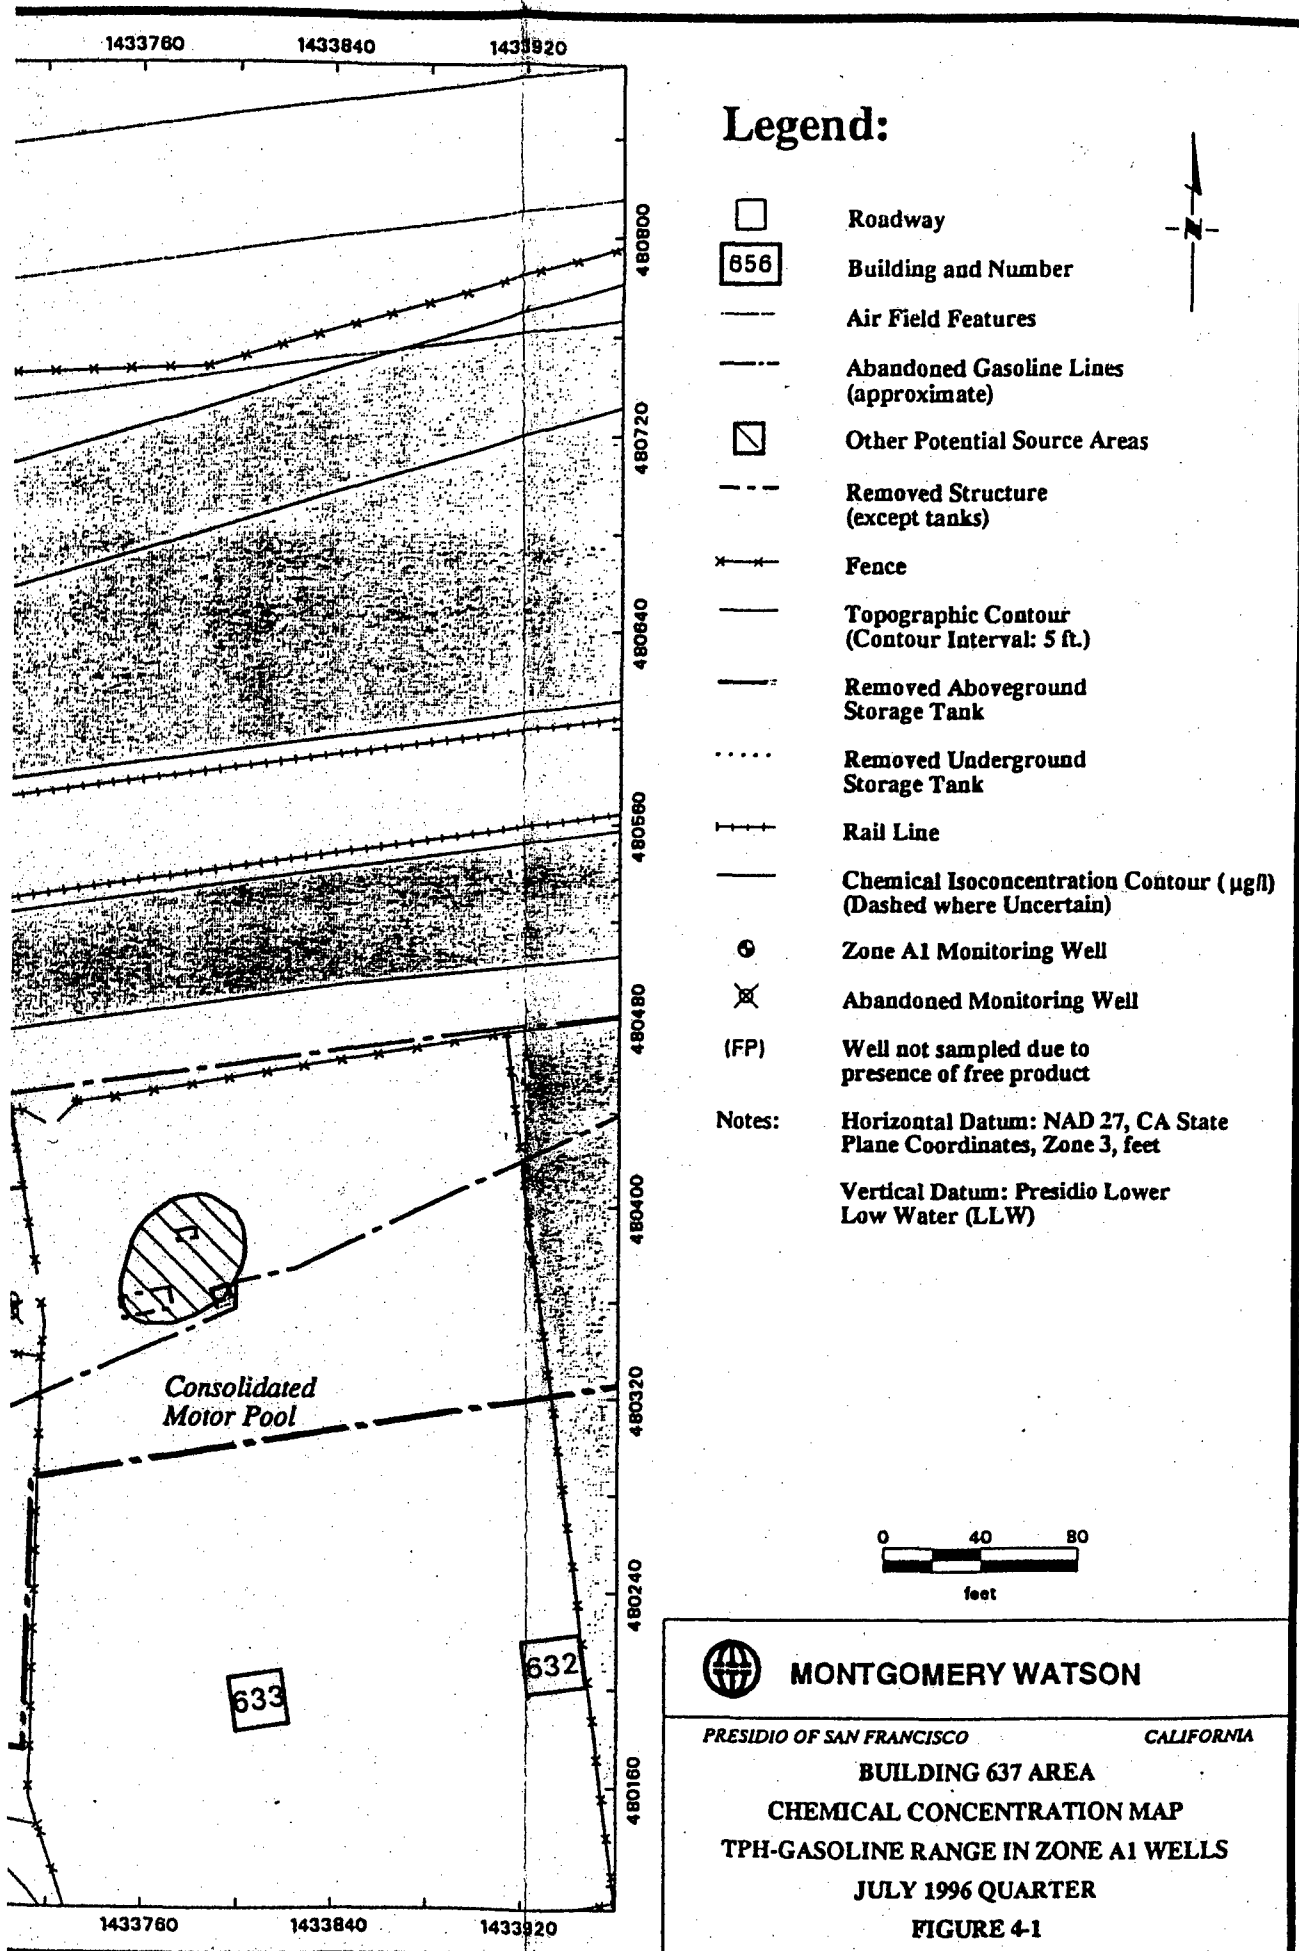 1433760 1433840 1433920
480800
480720
480640
480560
480480
480400
480320
480240
480160
Consolidated
Motor Pool
633
632
1433760 1433840 1433920
Legend:
N
Roadway
656 Building and Number
Air Field Features
Abandoned Gasoline Lines
(approximate)
Other Potential Source Areas
Removed Structure
(except tanks)
Fence
Topographic Contour
(Contour Interval: 5 ft.)
Removed Aboveground
Storage Tank
Removed Underground
Storage Tank
Rail Line
Chemical Isoconcentration Contour ( µg/l)
(Dashed where Uncertain)
Zone A1 Monitoring Well
Abandoned Monitoring Well
(FP) Well not sampled due to
presence of free product
Notes: Horizontal Datum: NAD 27, CA State
Plane Coordinates, Zone 3, feet
Vertical Datum: Presidio Lower
Low Water (LLW)
0 40 80
feet
MONTGOMERY WATSON
PRESIDIO OF SAN FRANCISCO CALIFORNIA
BUILDING 637 AREA
CHEMICAL CONCENTRATION MAP
TPH-GASOLINE RANGE IN ZONE A1 WELLS
JULY 1996 QUARTER
FIGURE 4-1